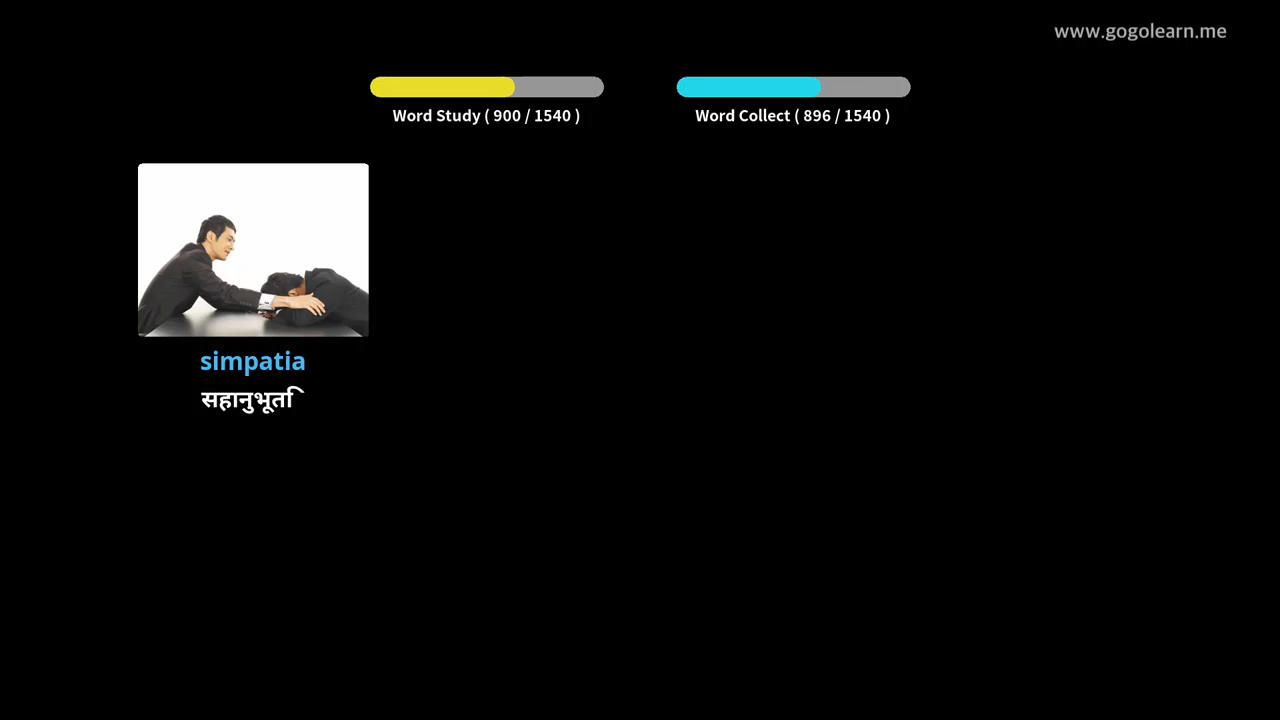 www.gogolearn.me
Word Study ( 900 / 1540 )
Word Collect ( 896 / 1540 )
simpatia
सहानुभूति